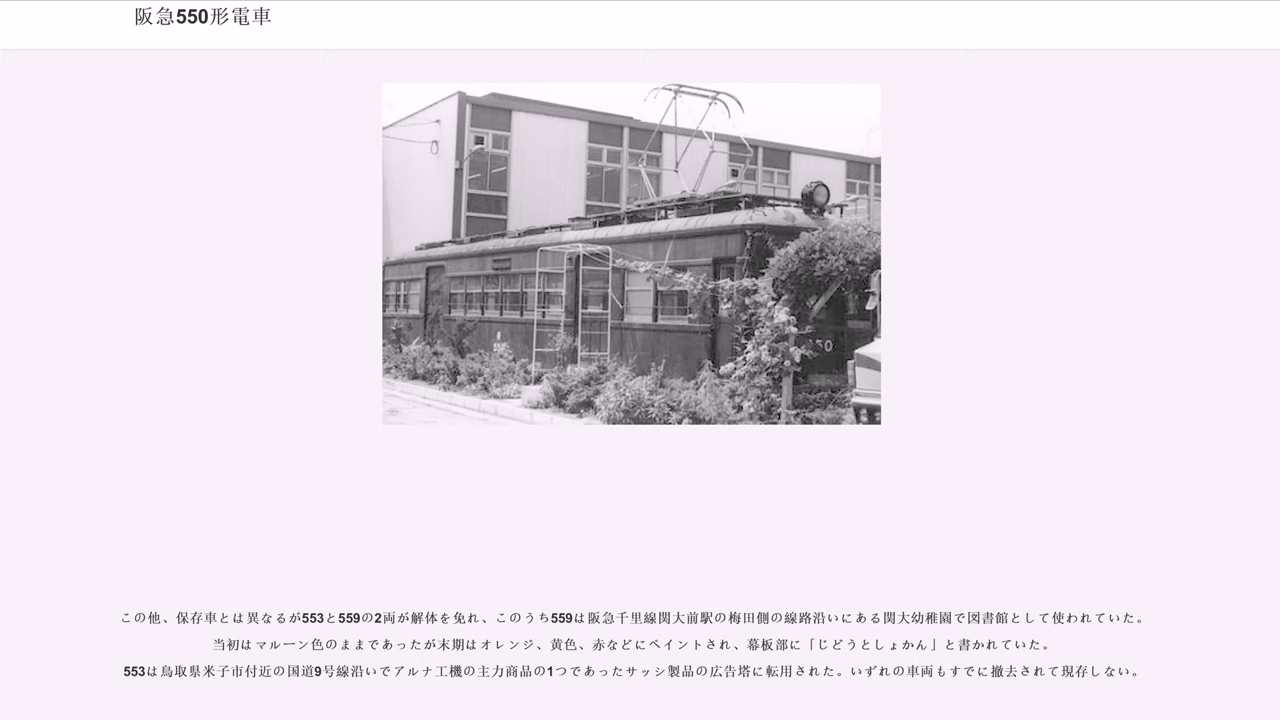 阪急550形電車
50
この他、保存車とは異なるが553と559の2両が解体を免れ、このうち559は阪急千里線関大前駅の梅田側の線路沿いにある関大幼稚園で図書館として使われていた。
当初はマルーン色のままであったが末期はオレンジ、黄色、赤などにペイントされ、幕板部に「じどうとしょかん」と書かれていた。
553は鳥取県米子市付近の国道9号線沿いでアルナ工機の主力商品の1つであったサッシ製品の広告塔に転用された。いずれの車両もすでに撤去されて現存しない。